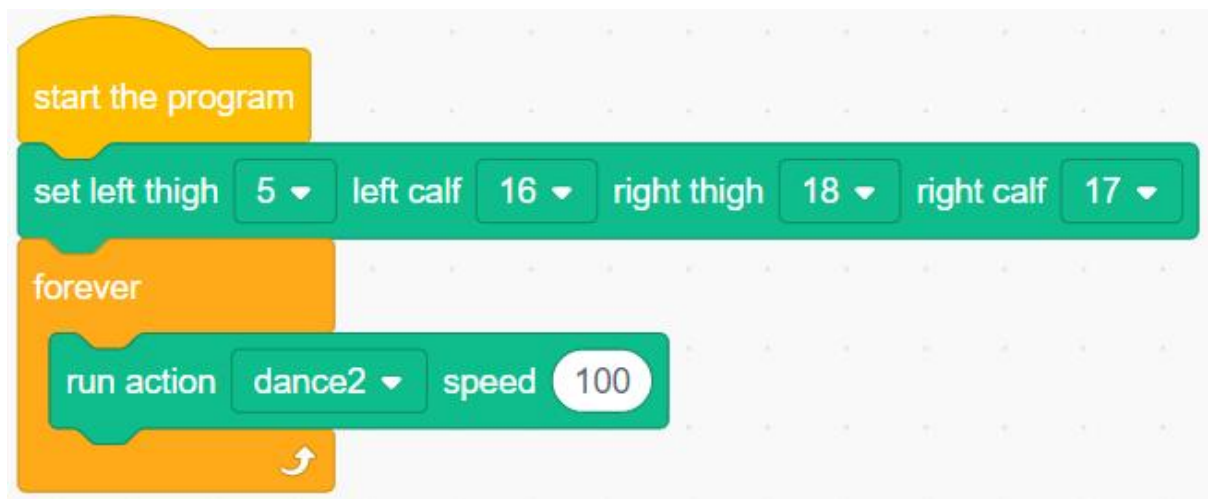 start the program
set left thigh 5 left calf 16 right thigh 18 right calf 17
forever
run action dance2 speed 100